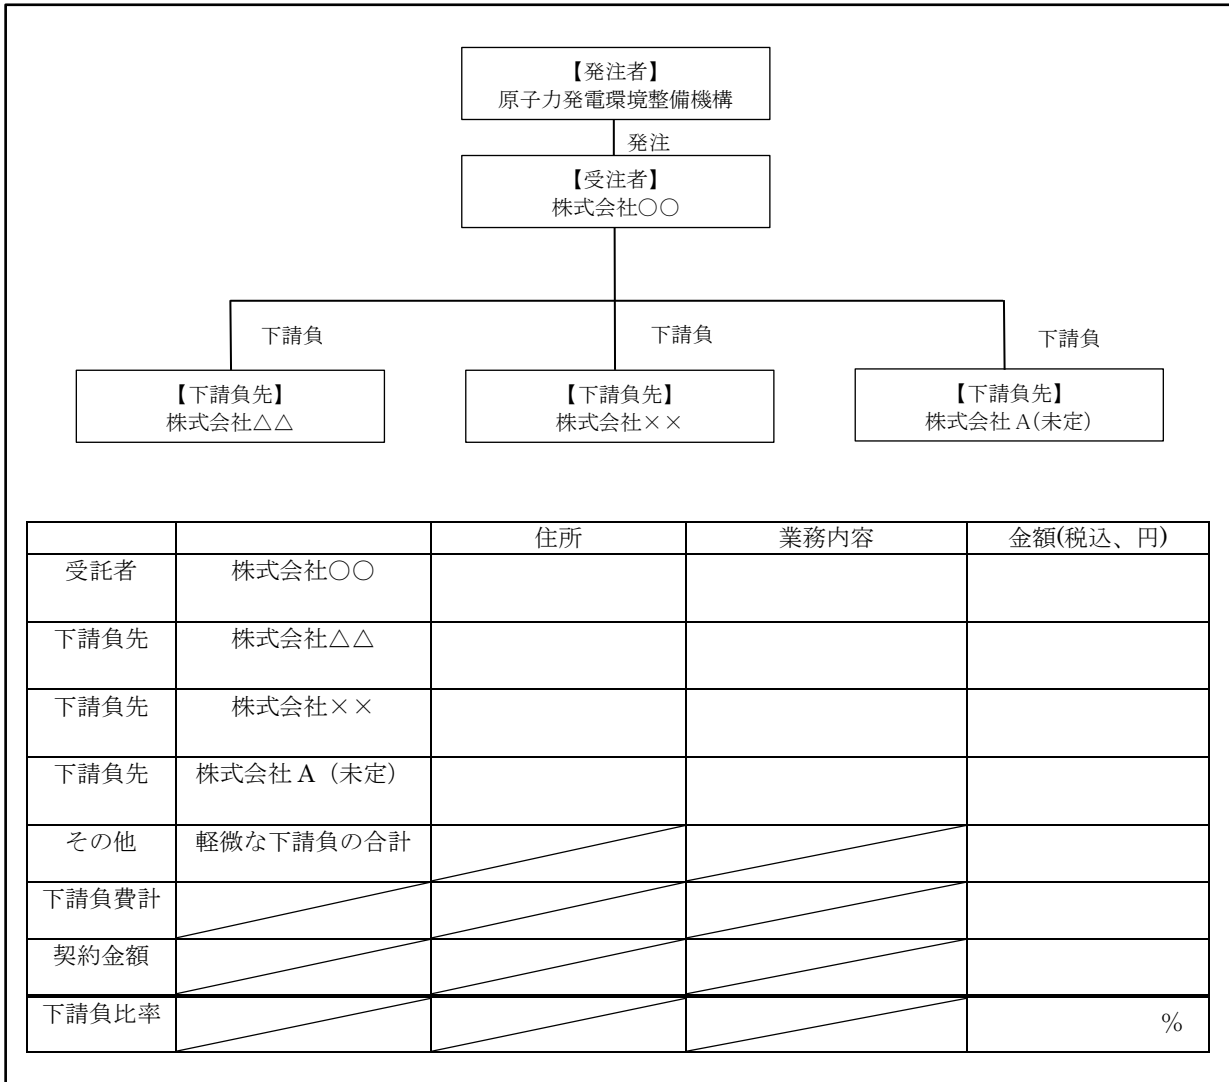 【発注者】
原子力発電環境整備機構
発注
【受注者】
株式会社○○
下請負
下請負
下請負
【下請負先】
株式会社△△
【下請負先】
株式会社××
【下請負先】
株式会社 A(未定)
住所 業務内容 金額(税込、円)
受託者 株式会社○○
下請負先 株式会社△△
下請負先 株式会社××
下請負先 株式会社 A（未定）
その他 軽微な下請負の合計
下請負費計
契約金額
下請負比率 %